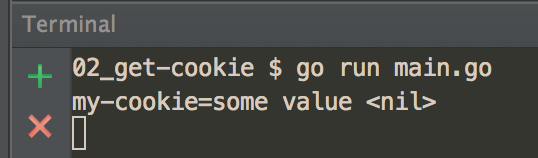 Terminal
02_get-cookie $ go run main.go
my-cookie=some value <nil>